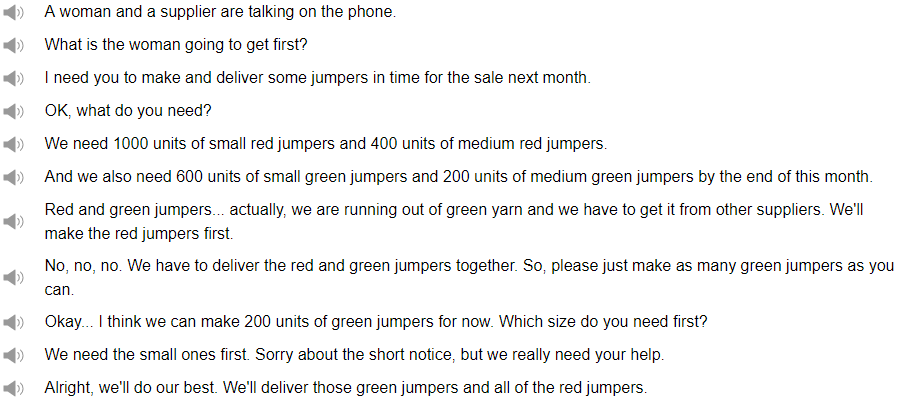 A woman and a supplier are talking on the phone.
What is the woman going to get first?
I need you to make and deliver some jumpers in time for the sale next month.
OK, what do you need?
We need 1000 units of small red jumpers and 400 units of medium red jumpers.
And we also need 600 units of small green jumpers and 200 units of medium green jumpers by the end of this month.
Red and green jumpers... actually, we are running out of green yarn and we have to get it from other suppliers. We'll
make the red jumpers first.
No, no, no. We have to deliver the red and green jumpers together. So, please just make as many green jumpers as you
can.
Okay... I think we can make 200 units of green jumpers for now. Which size do you need first?
We need the small ones first. Sorry about the short notice, but we really need your help.
Alright, we'll do our best. We'll deliver those green jumpers and all of the red jumpers.